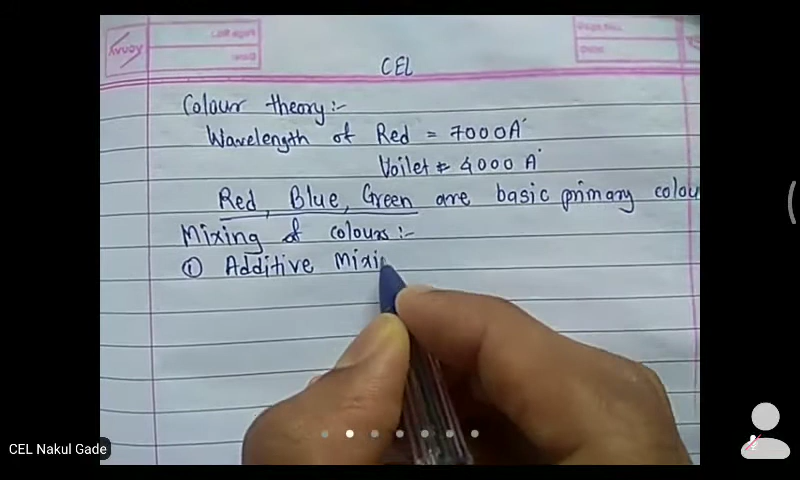 CEL
Colour theory:-
Wavelength of Red = 7000A°
Voilet = 4000 A°
Red, Blue, Green are basic primary colou
Mixing of colours:-
① Additive Mixi
CEL Nakul Gade